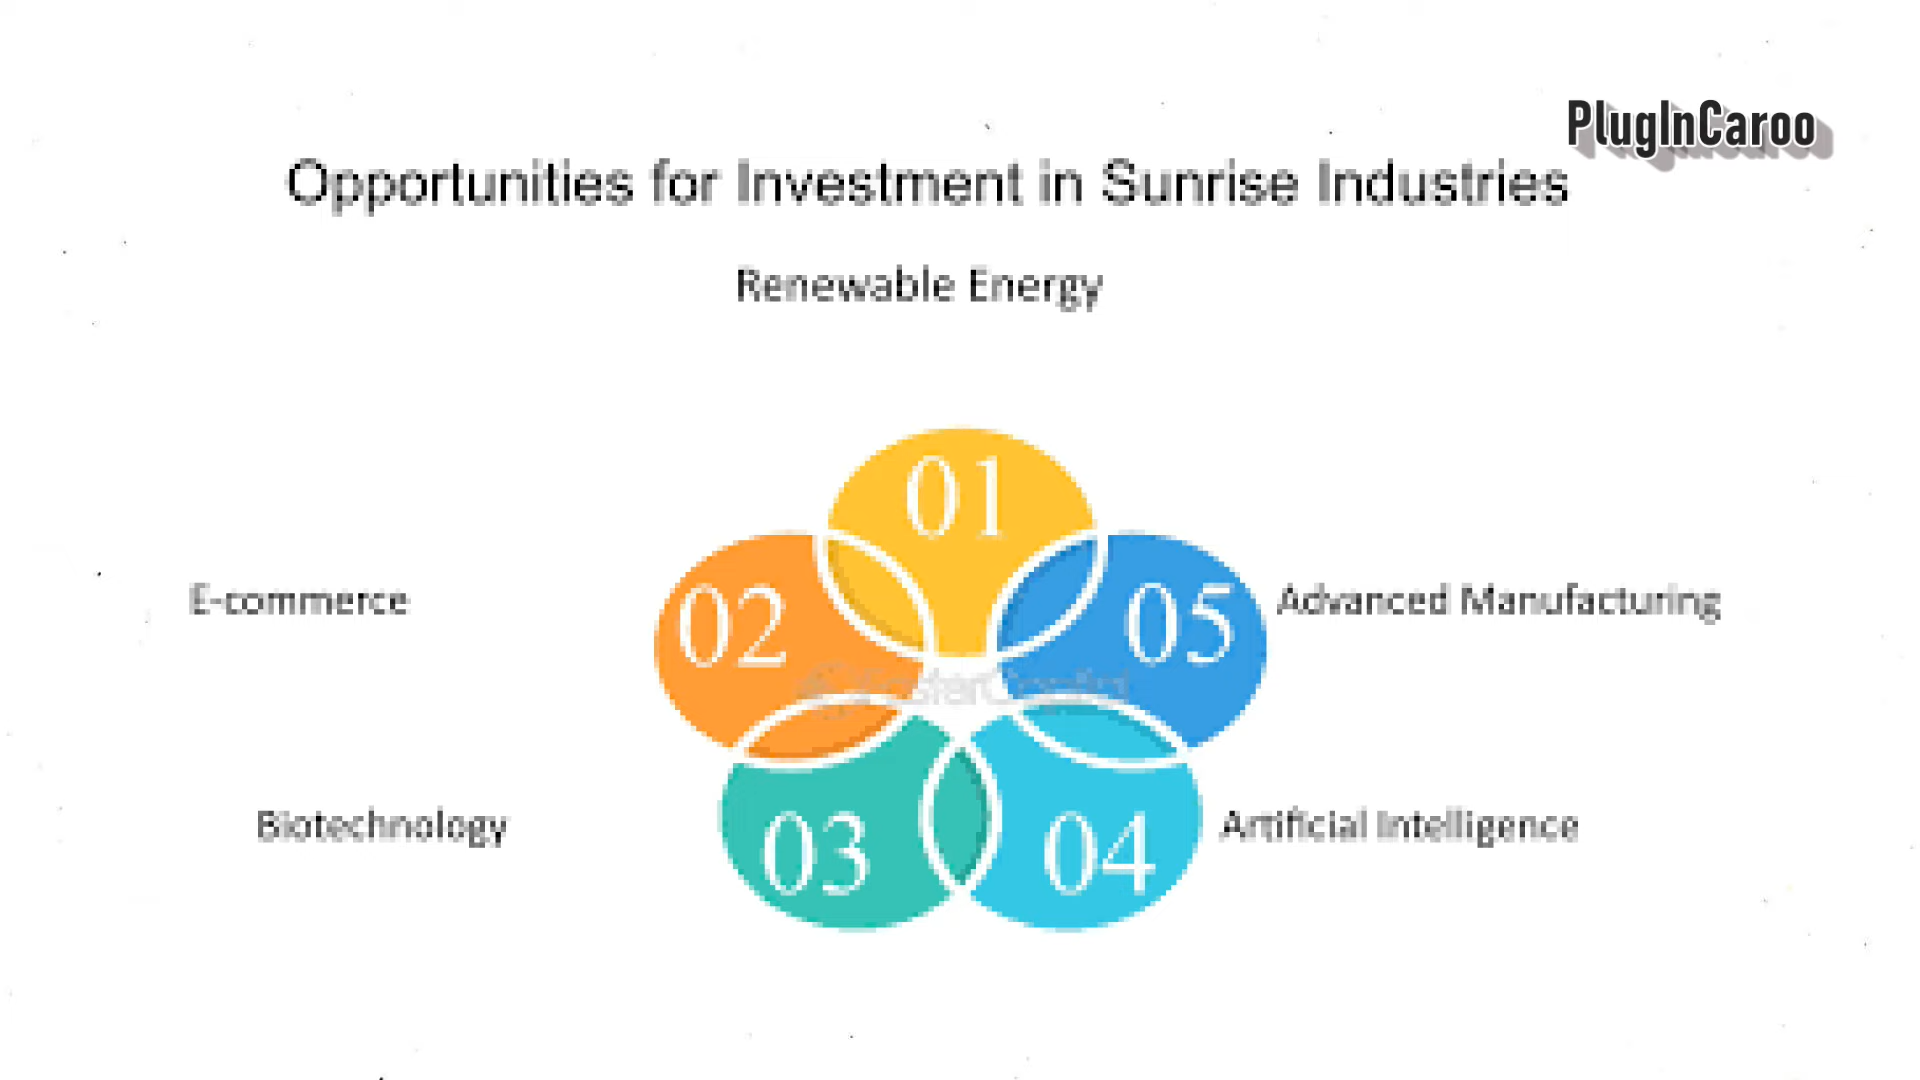 PlugInCaroo
Opportunities for Investment in Sunrise Industries
Renewable Energy
01
02
05
E-commerce
Advanced Manufacturing
03
04
Biotechnology
Artificial Intelligence